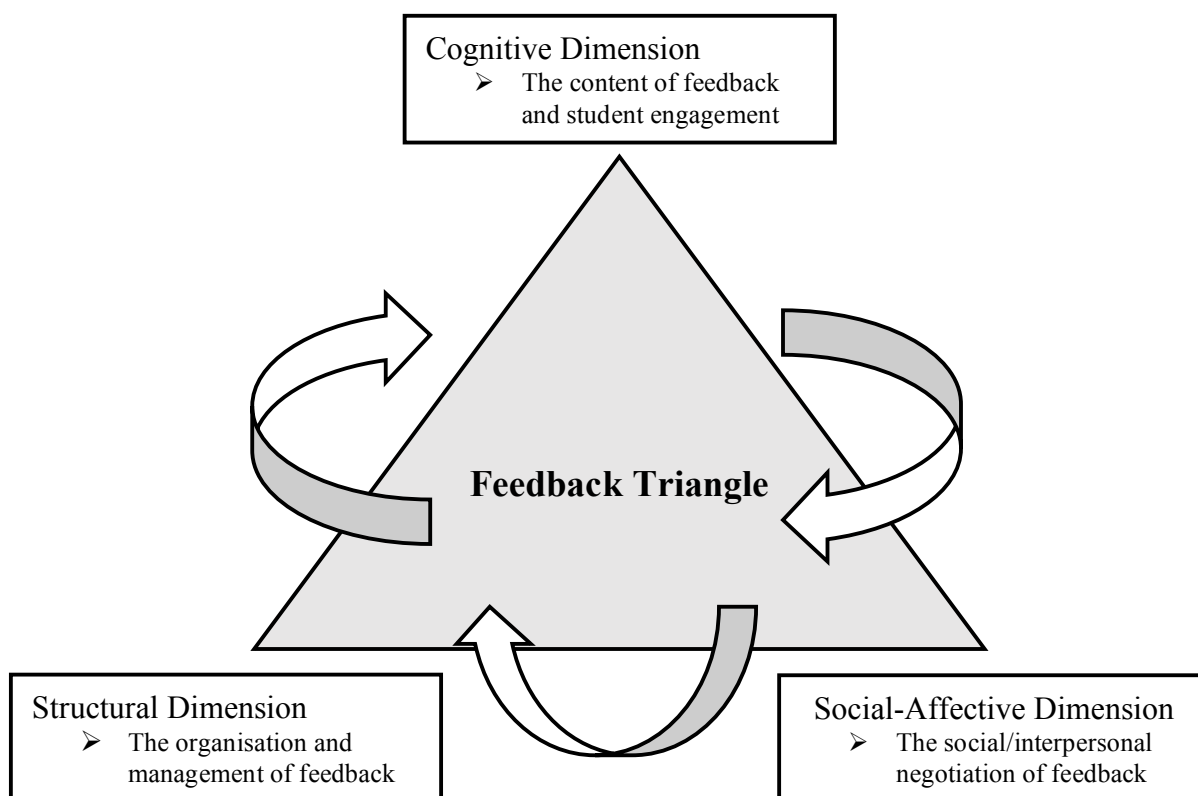 Cognitive Dimension
➢ The content of feedback
and student engagement
Feedback Triangle
Structural Dimension
➢ The organisation and
management of feedback
Social-Affective Dimension
➢ The social/interpersonal
negotiation of feedback